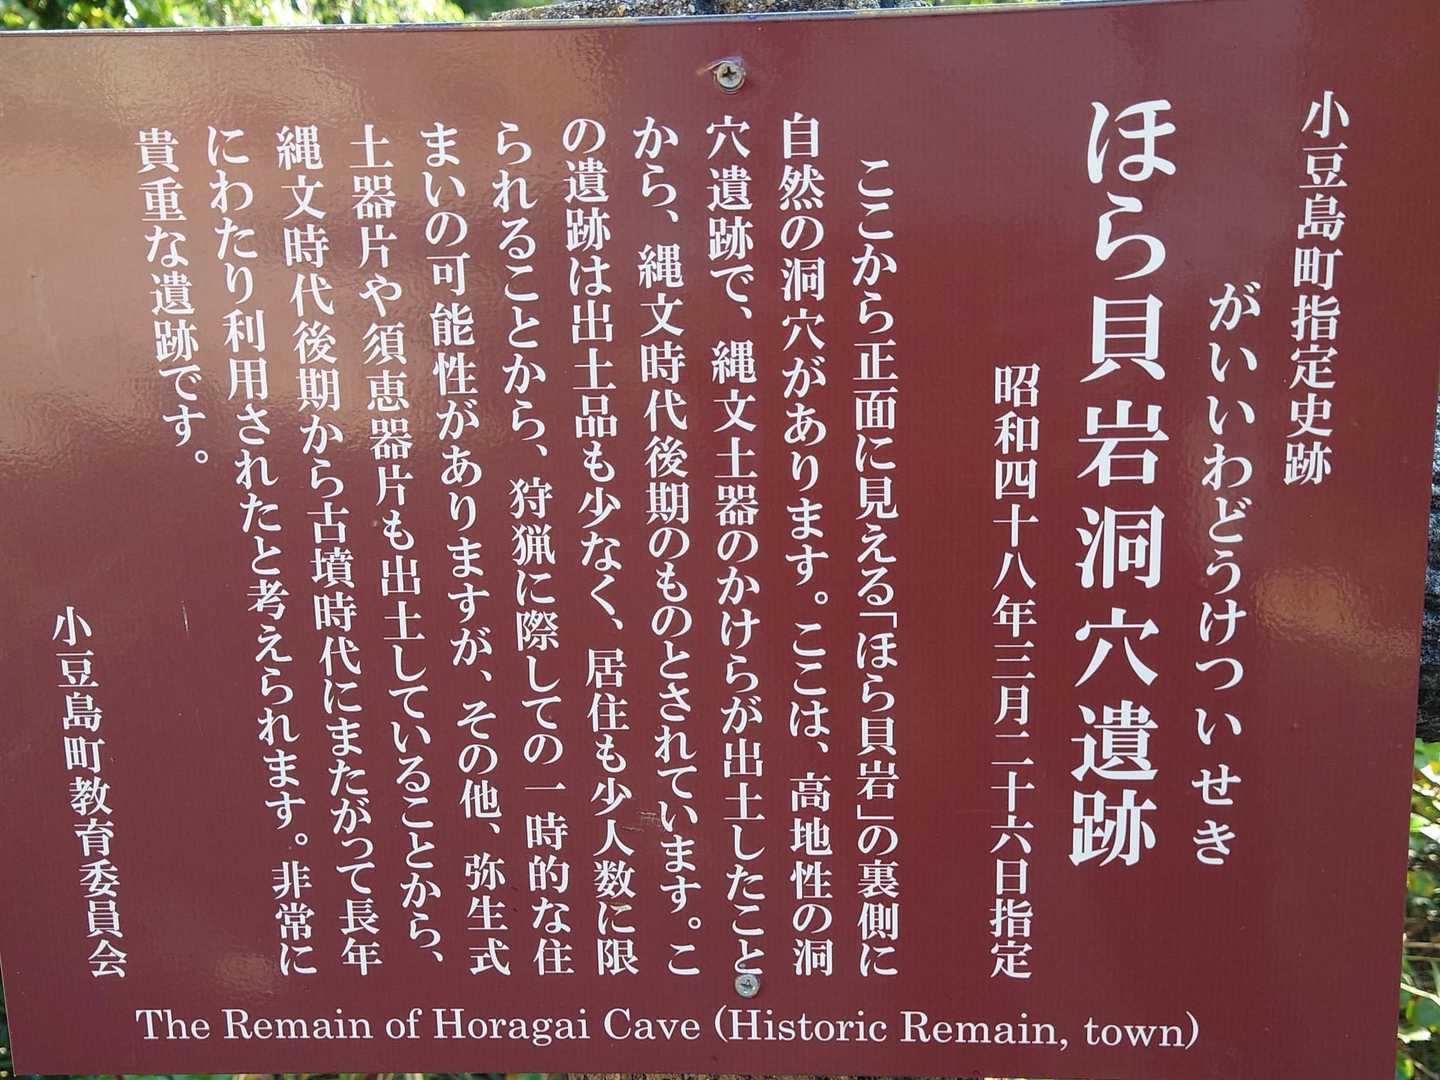 小豆島町指定史跡
がいいわどうけついせき
ほら貝岩洞穴遺跡
昭和四十八年三月二十六日指定
ここから正面に見える「ほら貝岩」の裏側に
自然の洞穴があります。ここは、高地性の洞
穴遺跡で、縄文土器のかけらが出土したこと
から、縄文時代後期のものとされています。こ
の遺跡は出土品も少なく、居住も少人数に限
られることから、狩猟に際しての一時的な住
まいの可能性がありますが、その他、弥生式
土器片や須恵器片も出土していることから、
縄文時代後期から古墳時代にまたがって長年
にわたり利用されたと考えられます。非常に
貴重な遺跡です。
小豆島町教育委員会
The Remain of Horagai Cave (Historic Remain, town)